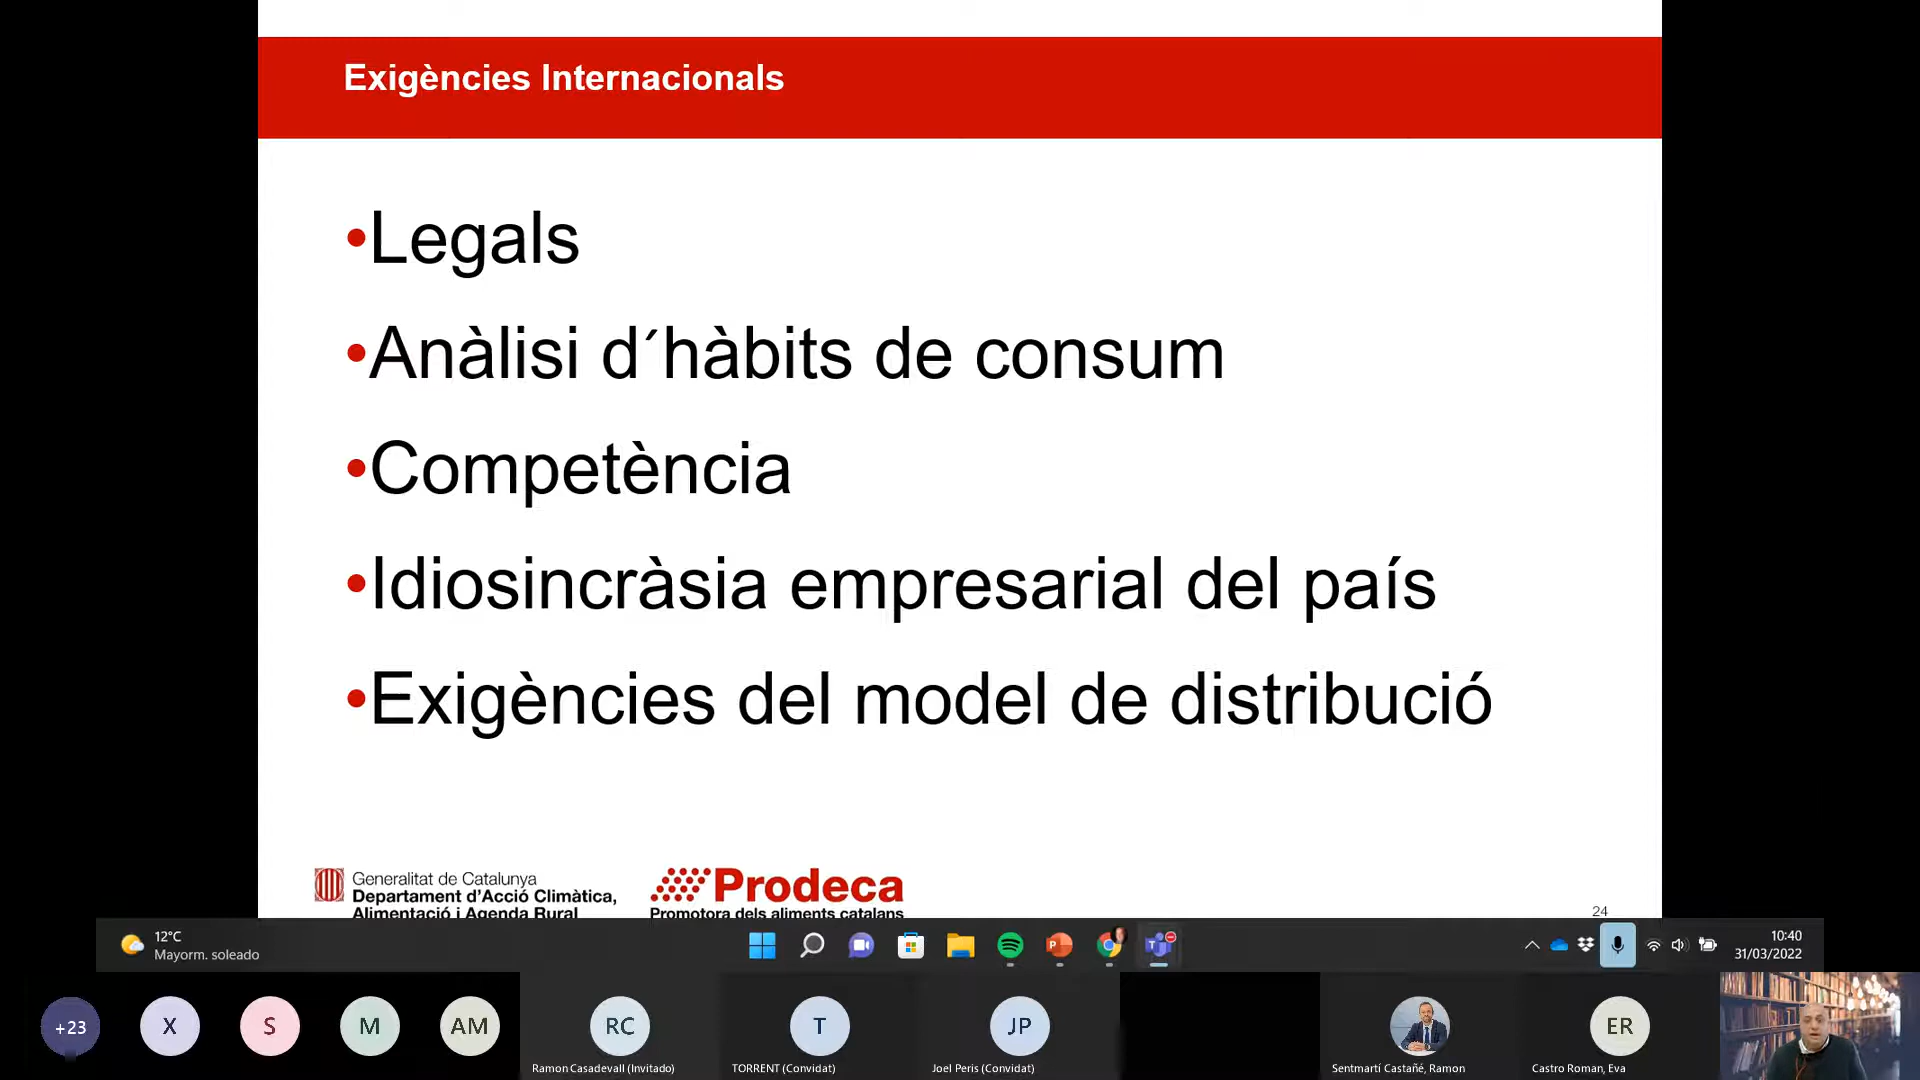 Exigències Internacionals
•Legals
•Anàlisi d´hàbits de consum
•Competència
•Idiosincràsia empresarial del país
•Exigències del model de distribució
Generalitat de Catalunya
Departament d'Acció Climàtica,
Alimentació i Agenda Rural
Prodeca
Promotora dels aliments catalans
24
12°C
Mayorm. soleado
10:40
31/03/2022
+23
X
S
M
AM
RC
T
JP
ER
Ramon Casadevall (Invitado)
TORRENT (Convidat)
Joel Peris (Convidat)
Sentmartí Castañé, Ramon
Castro Roman, Eva